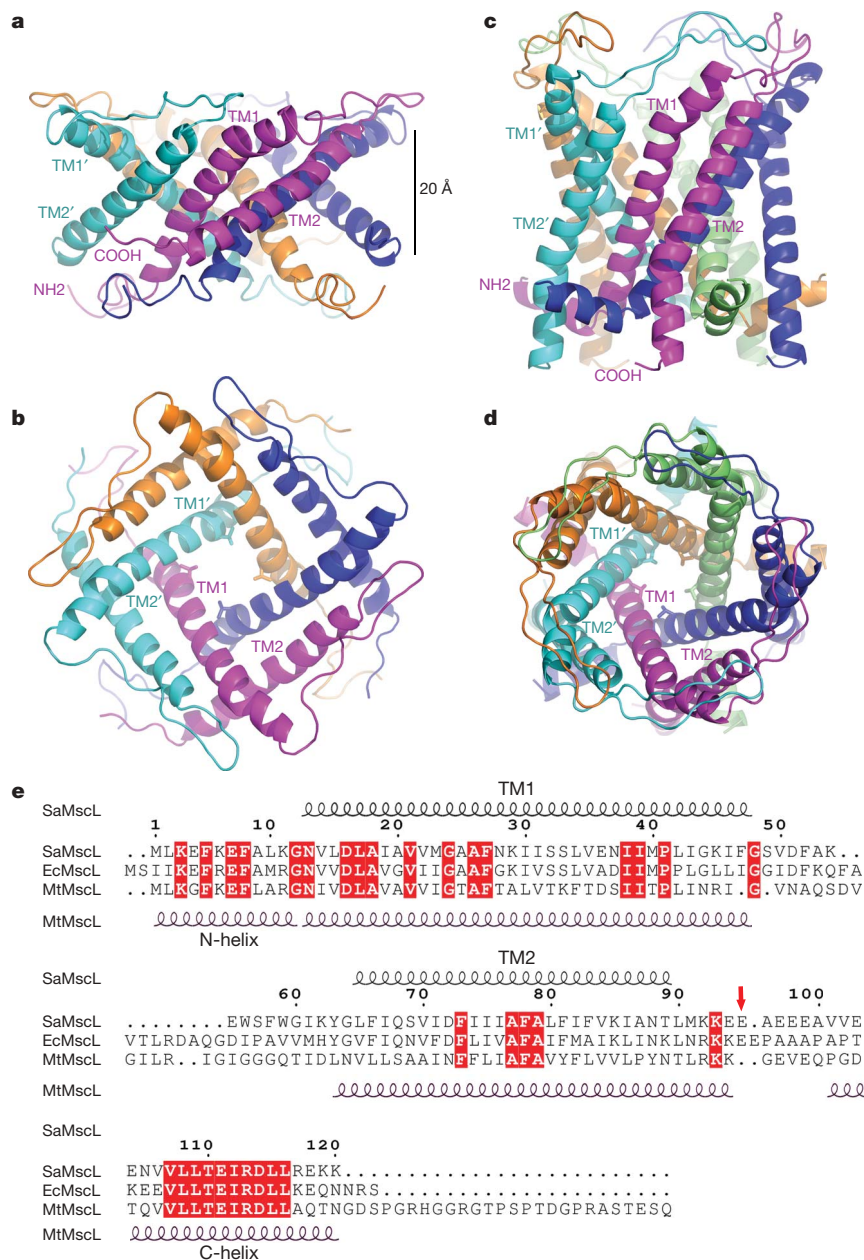 a
TM1
TM1′
TM2′
TM2
COOH
NH2
20 Å
c
TM1
TM1′
TM2′
TM2
NH2
COOH
b
TM1′
TM1
TM2′
TM2
d
TM1′
TM1
TM2′
TM2
e
TM1
SaMscL
1 10 20 30 40 50
SaMscL ..MLKEFKEFALKGNVLDLAIAVVMGAAFNKIISSLVENIIMPLIGKIFGSVDFAK..
EcMscL MSIIKEFREFAMRGNVVDLAVGVIIGAAFGKIVSSLVADIIMPPLGLLIGGIDFKQFA
MtMscL ..MLKGFKEFLARGNIVDLAVAVVIGTAFTALVTKFTDSIITPLINRI.GVNAQSDV
MtMscL
N-helix
TM2
SaMscL
60 70 80 90 100
SaMscL ........EWSFWGIKYGLFIQSVIDFIIIAFALFIFVKIANTLMKKEE.AEEEAVVE
EcMscL VTLRDAQGDIPAVVMHYGVFIQNVFDFLIVAFAIFMAIKLINKLNRKKEEPAAAPAPT
MtMscL GILR..IGIGGGQTIDLNVLLSAAINFFLIAFAVYFLVVLPYNTLRKK..GEVEQPGD
MtMscL
SaMscL
110 120
SaMscL ENVVLLTEIRDLLREKK..........................
EcMscL KEEVLLTEIRDLLKEQNNRS.......................
MtMscL TQVVLLTEIRDLLAQTNGDSPGRHGGRGTPSPTDGPRASTESQ
MtMscL
C-helix